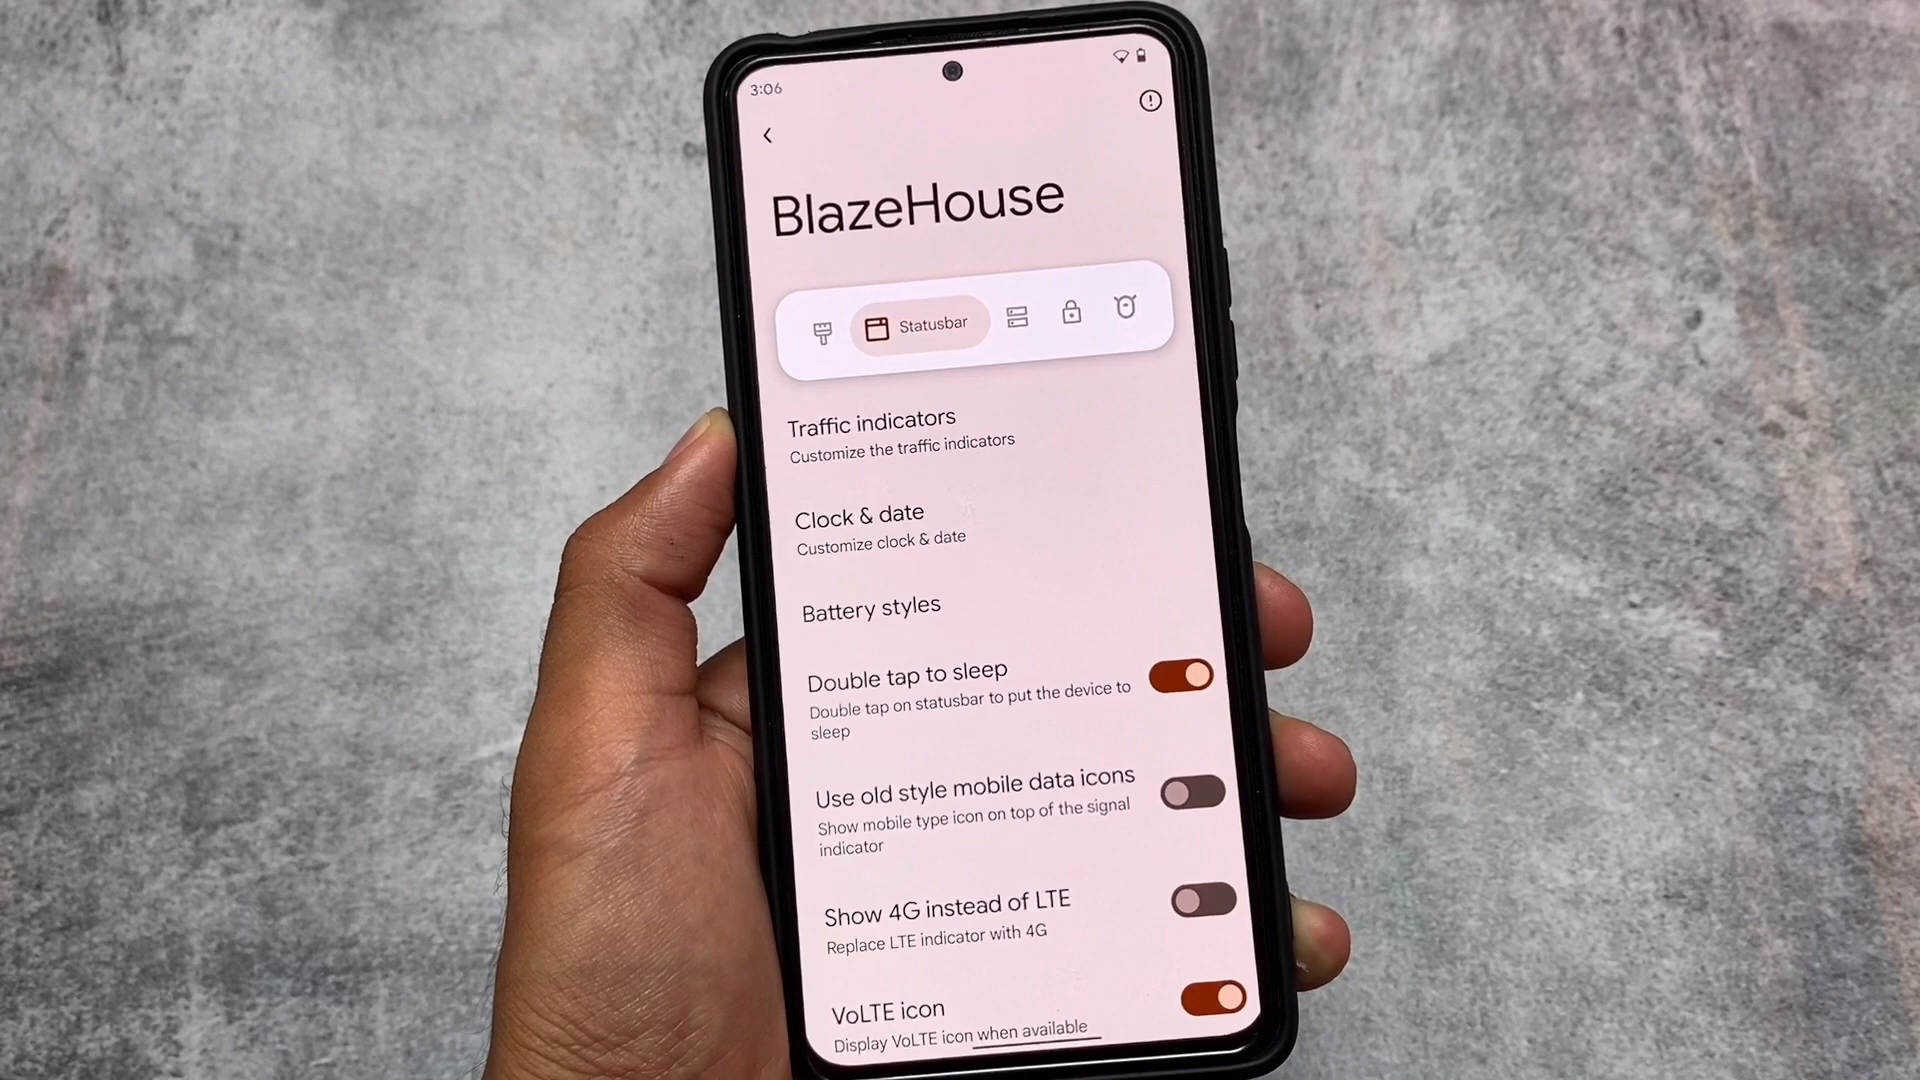 3:06
BlazeHouse
Statusbar
Traffic indicators
Customize the traffic indicators
Clock & date
Customize clock & date
Battery styles
Double tap to sleep
Double tap on statusbar to put the device to
sleep
Use old style mobile data icons
Show mobile type icon on top of the signal
indicator
Show 4G instead of LTE
Replace LTE indicator with 4G
VoLTE icon
Display VoLTE icon when available